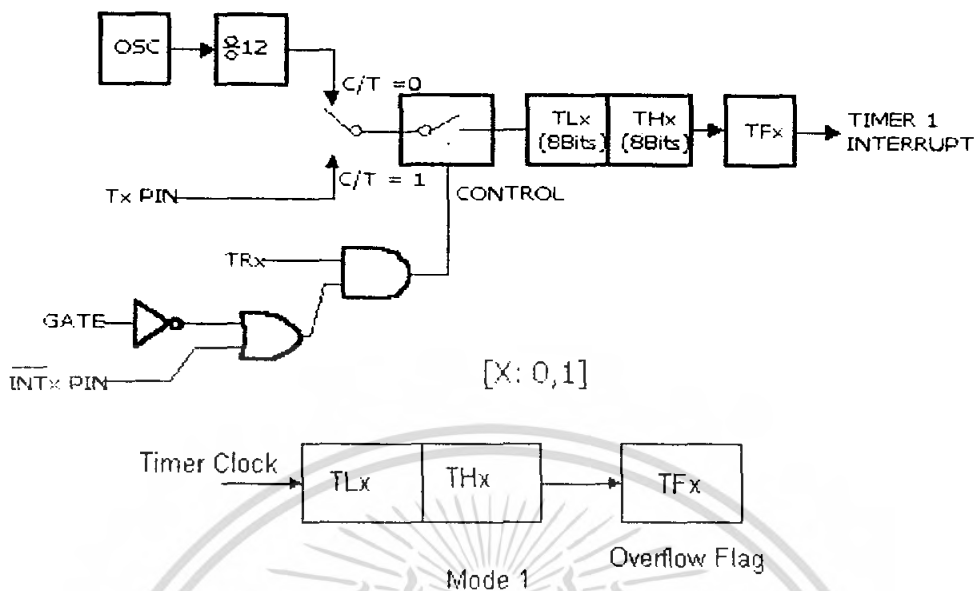 OSC
÷12
C/T =0
TLx
(8Bits)
THx
(8Bits)
TFx
TIMER 1
INTERRUPT
C/T = 1
Tx PIN
CONTROL
TRx
GATE
INTx PIN
[X: 0,1]
Timer Clock
TLx
THx
TFx
Overflow Flag
Mode 1